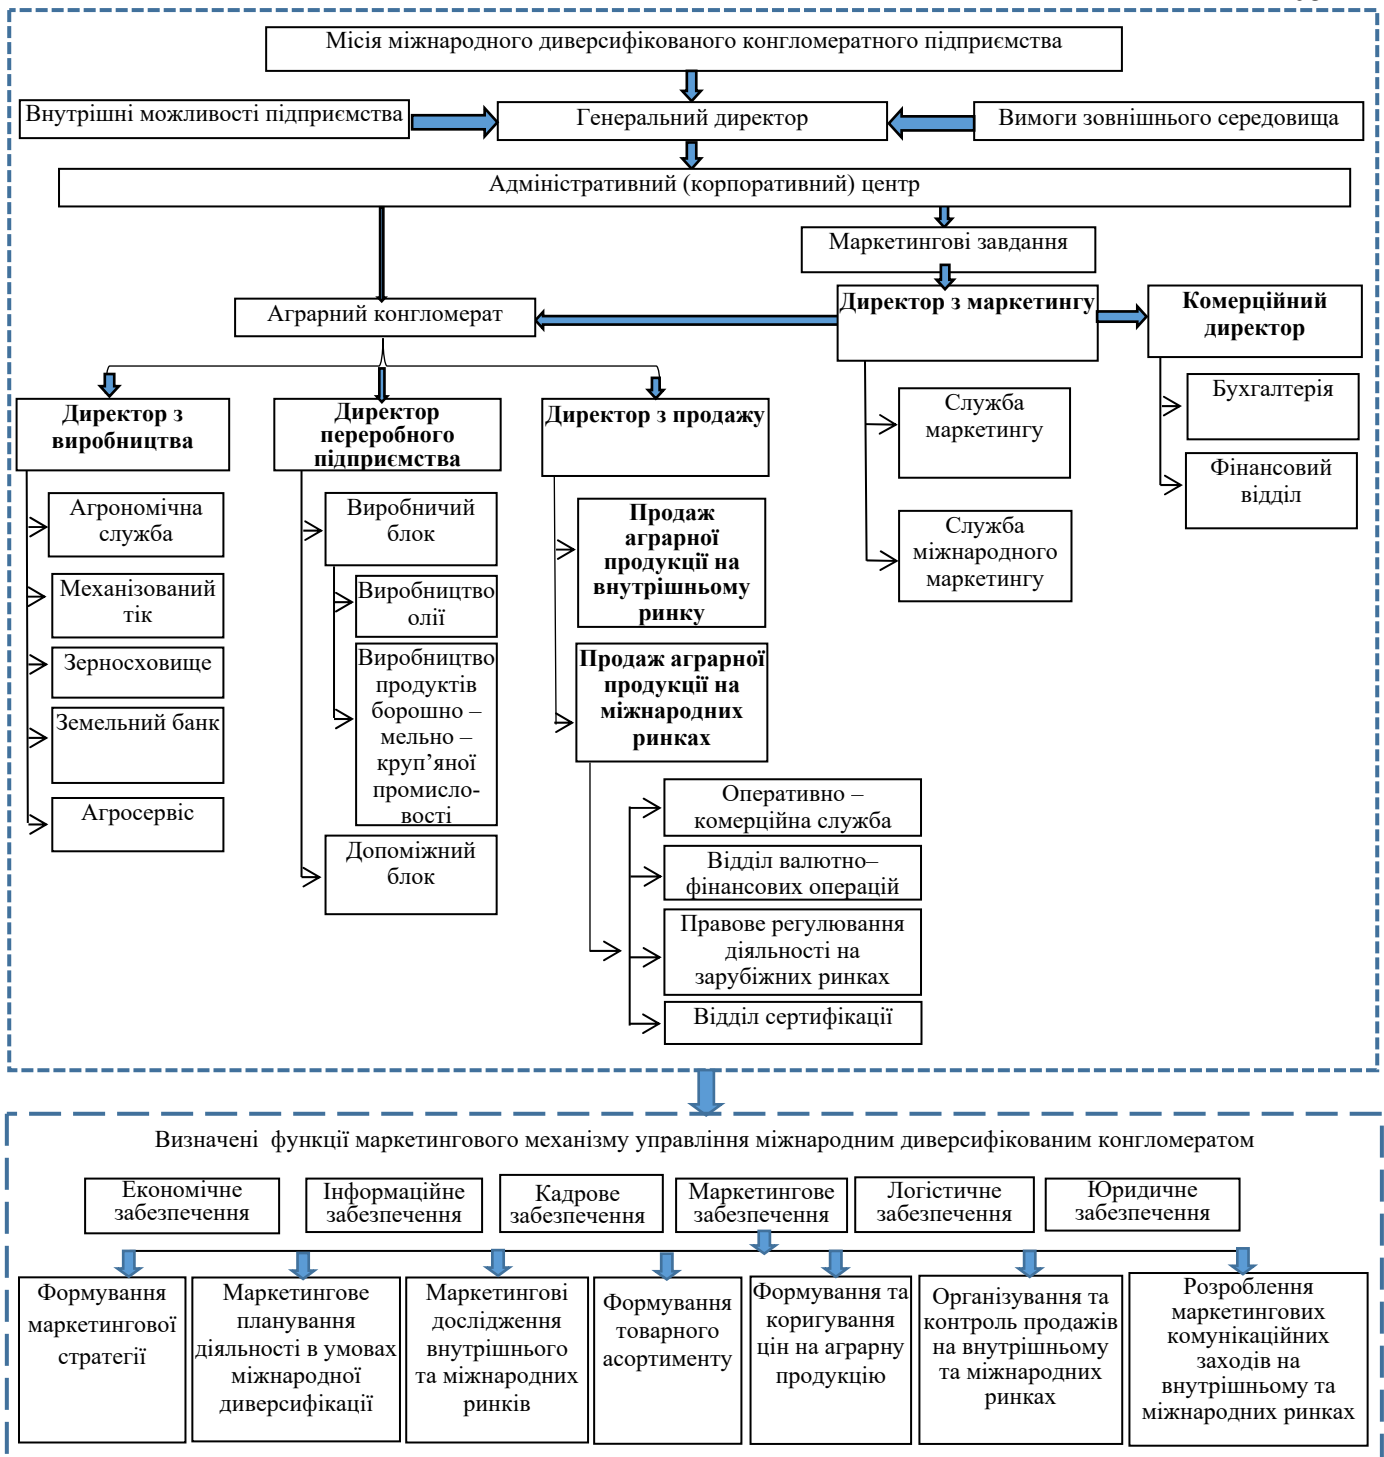 Місія міжнародного диверсифікованого конгломератного підприємства
Внутрішні можливості підприємства
Генеральний директор
Вимоги зовнішнього середовища
Адміністративний (корпоративний) центр
Маркетингові завдання
Аграрний конгломерат
Директор з маркетингу
Комерційний
директор
Служба
маркетингу
Служба
міжнародного
маркетингу
Бухгалтерія
Фінансовий
відділ
Директор з
виробництва
Агрономічна
служба
Механізований
тік
Зерносховище
Земельний банк
Агросервіс
Директор
переробного
підприємства
Виробничий
блок
Виробництво
олії
Виробництво
продуктів
борошно –
мельно –
круп’яної
промисло-
вості
Допоміжний
блок
Директор з продажу
Продаж
аграрної
продукції на
внутрішньому
ринку
Продаж аграрної
продукції на
міжнародних
ринках
Оперативно –
комерційна служба
Відділ валютно–
фінансових операцій
Правове регулювання
діяльності на
зарубіжних ринках
Відділ сертифікації
Визначені функції маркетингового механізму управління міжнародним диверсифікованим конгломератом
Економічне
забезпечення
Інформаційне
забезпечення
Кадрове
забезпечення
Маркетингове
забезпечення
Логістичне
забезпечення
Юридичне
забезпечення
Формування
маркетингової
стратегії
Маркетингове
планування
діяльності в умовах
міжнародної
диверсифікації
Маркетингові
дослідження
внутрішнього
та міжнародних
ринків
Формування
товарного
асортименту
Формування та
коригування
цін на аграрну
продукцію
Організування та
контроль продажів
на внутрішньому
та міжнародних
ринках
Розроблення
маркетингових
комунікаційних
заходів на
внутрішньому та
міжнародних ринках